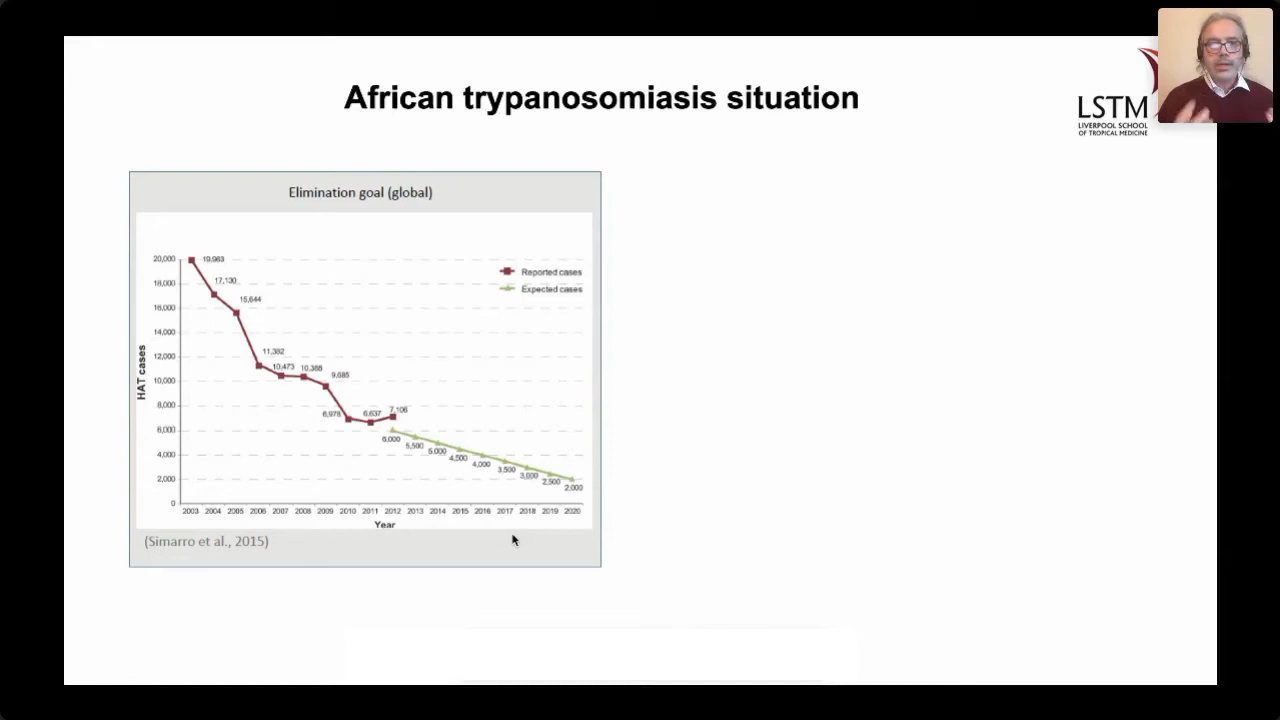 African trypanosomiasis situation
LSTM
LIVERPOOL SCHOOL
OF TROPICAL MEDICINE
Elimination goal (global)
20,000
18,000
16,000
14,000
12,000
10,000
8,000
6,000
4,000
2,000
0
HAT cases
19,983
17,100
15,644
11,382
10,473
10,388
9,685
6,978
6,637
7,106
Reported cases
Expected cases
6,000
5,500
5,000
4,500
4,000
3,500
3,000
2,500
2,000
2003 2004 2005 2006 2007 2008 2009 2010 2011 2012 2013 2014 2015 2016 2017 2018 2019 2020
Year
(Simarro et al., 2015)